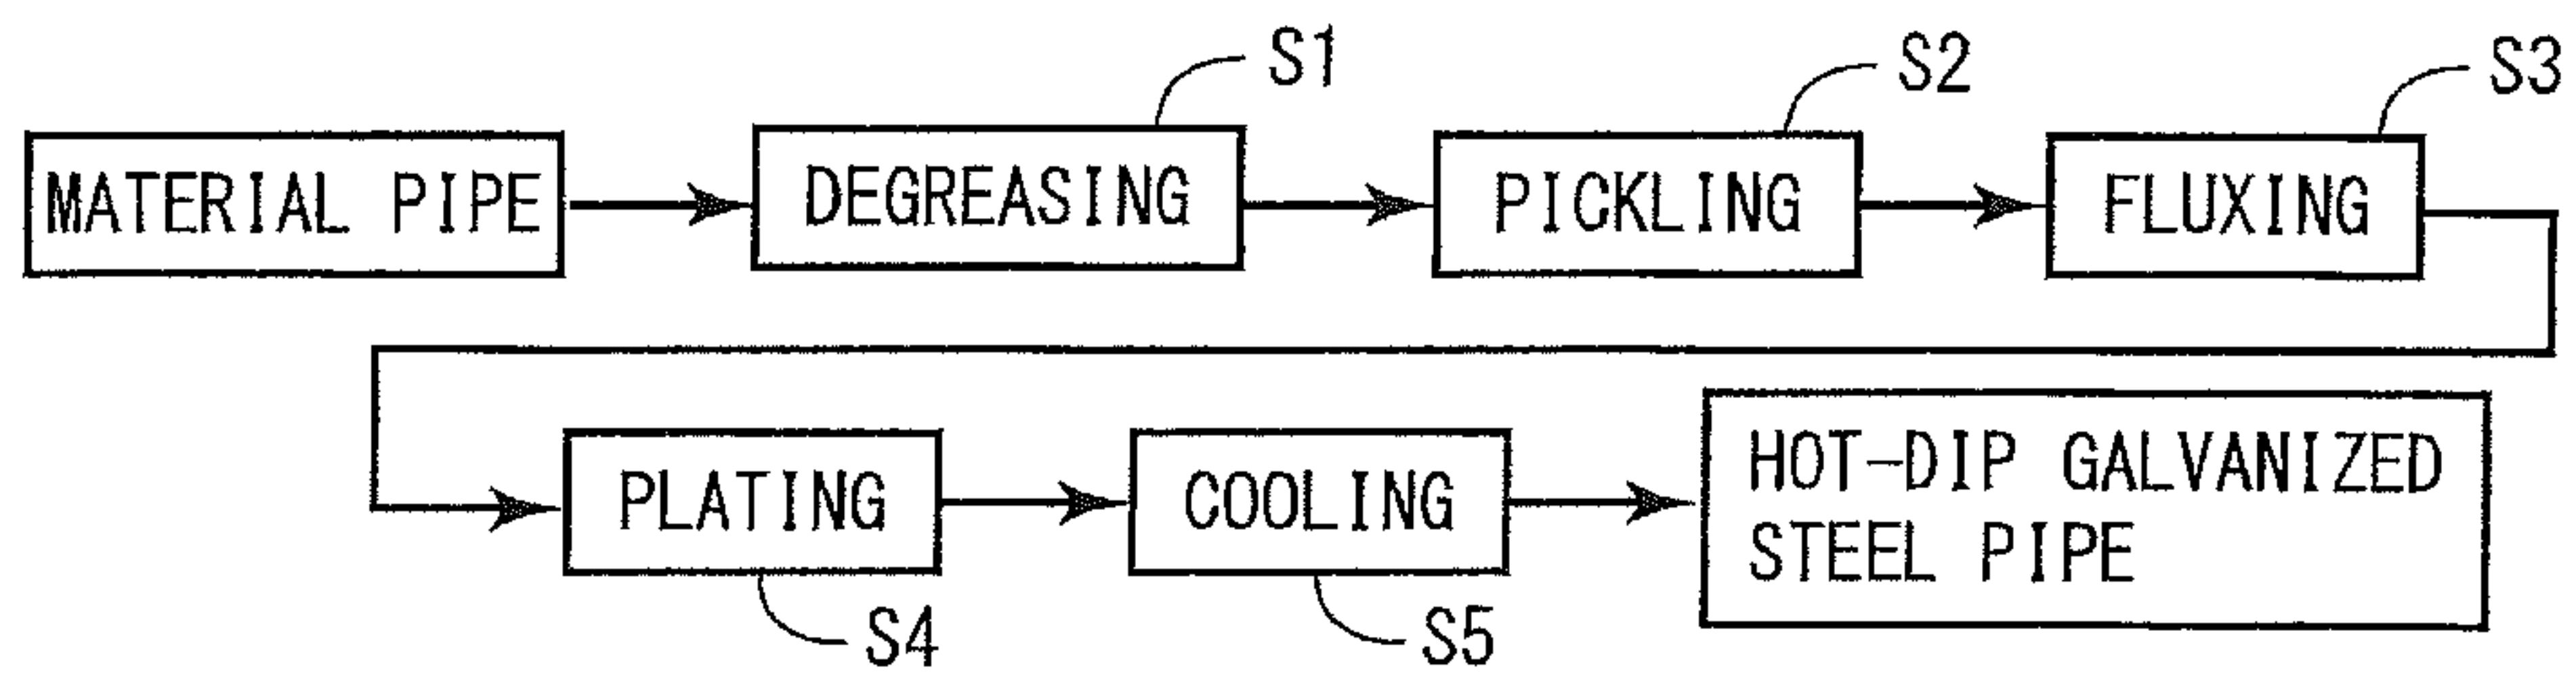 S1
S2
S3
MATERIAL PIPE
DEGREASING
PICKLING
FLUXING
PLATING
COOLING
HOT-DIP GALVANIZED
STEEL PIPE
S4
S5